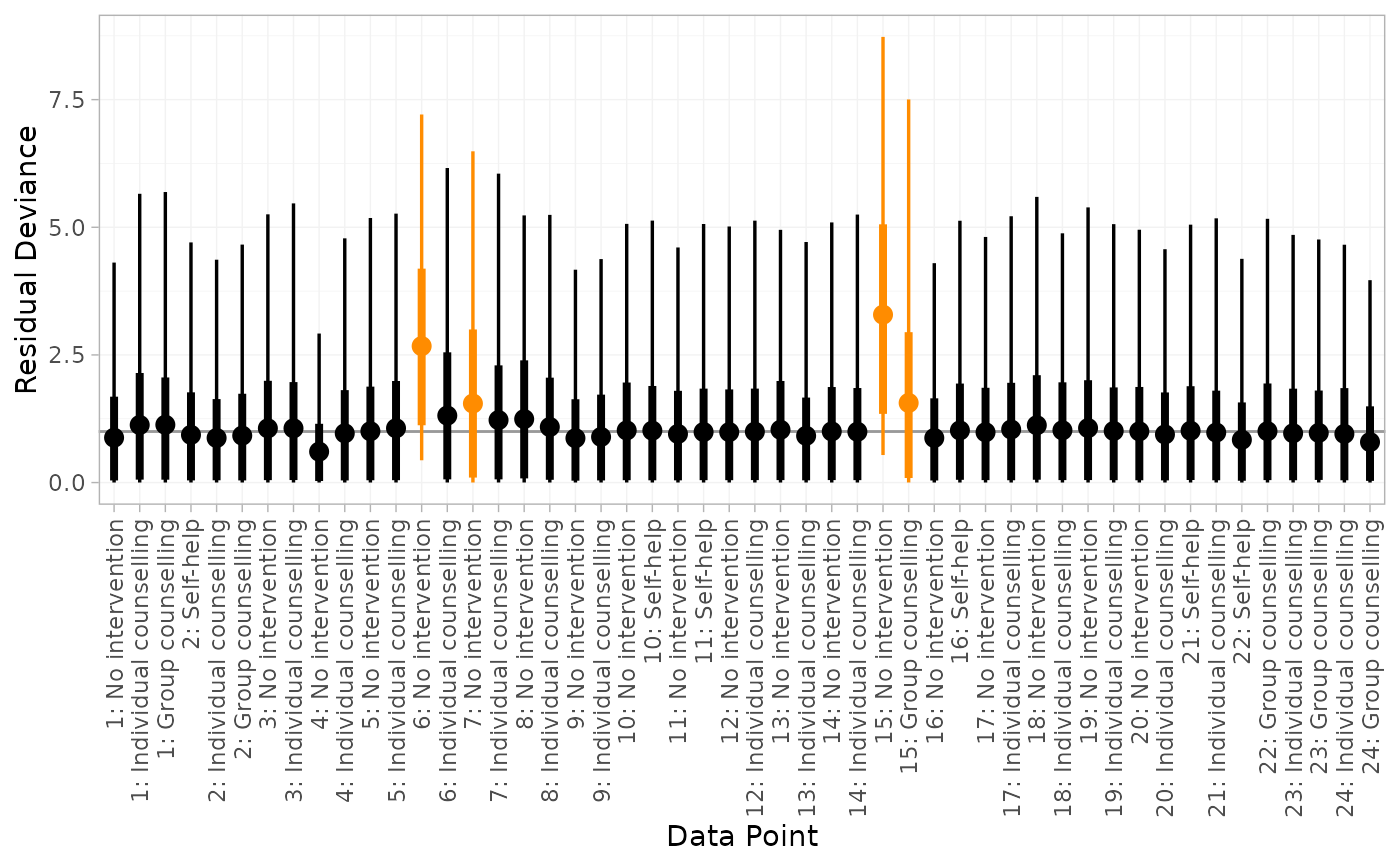 Residual Deviance
7.5
5.0
2.5
0.0
1: No intervention
1: Individual counselling
1: Group counselling
2: Self-help
2: Individual counselling
2: Group counselling
3: No intervention
3: Individual counselling
4: No intervention
4: Individual counselling
5: No intervention
5: Individual counselling
6: No intervention
6: Individual counselling
7: No intervention
7: Individual counselling
8: No intervention
8: Individual counselling
9: No intervention
9: Individual counselling
10: No intervention
10: Self-help
11: No intervention
11: Self-help
12: No intervention
12: Individual counselling
13: No intervention
13: Individual counselling
14: No intervention
14: Individual counselling
15: No intervention
15: Group counselling
16: No intervention
16: Self-help
17: No intervention
17: Individual counselling
18: No intervention
18: Individual counselling
19: No intervention
19: Individual counselling
20: No intervention
20: Individual counselling
21: Self-help
21: Individual counselling
22: Self-help
22: Group counselling
23: Individual counselling
23: Group counselling
24: Individual counselling
24: Group counselling
Data Point